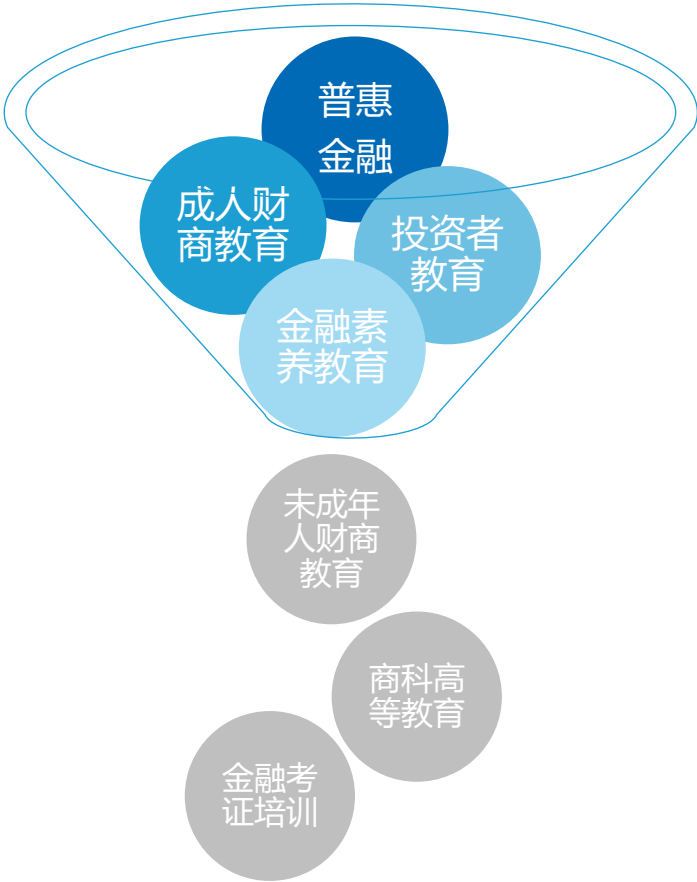 普惠
金融
成人财
商教育
投资者
教育
金融素
养教育
未成年
人财商
教育
商科高
等教育
金融考
证培训